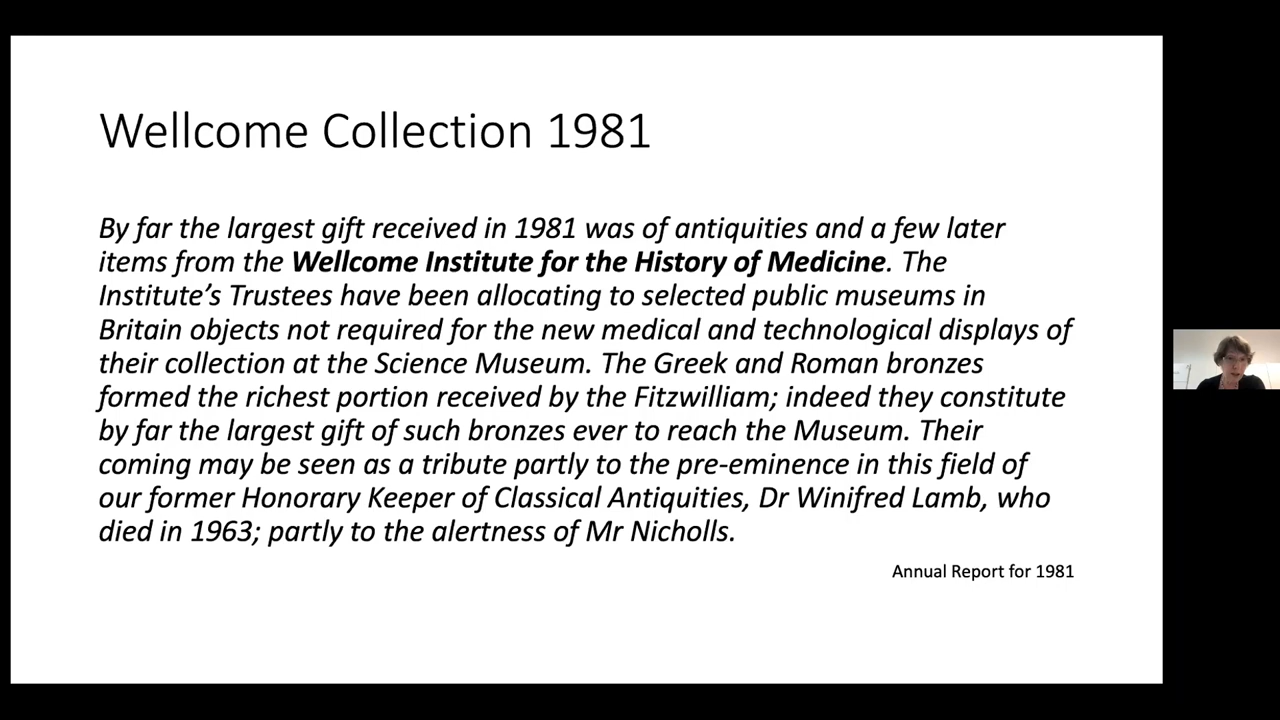 Wellcome Collection 1981
By far the largest gift received in 1981 was of antiquities and a few later
items from the Wellcome Institute for the History of Medicine. The
Institute’s Trustees have been allocating to selected public museums in
Britain objects not required for the new medical and technological displays of
their collection at the Science Museum. The Greek and Roman bronzes
formed the richest portion received by the Fitzwilliam; indeed they constitute
by far the largest gift of such bronzes ever to reach the Museum. Their
coming may be seen as a tribute partly to the pre-eminence in this field of
our former Honorary Keeper of Classical Antiquities, Dr Winifred Lamb, who
died in 1963; partly to the alertness of Mr Nicholls.
Annual Report for 1981